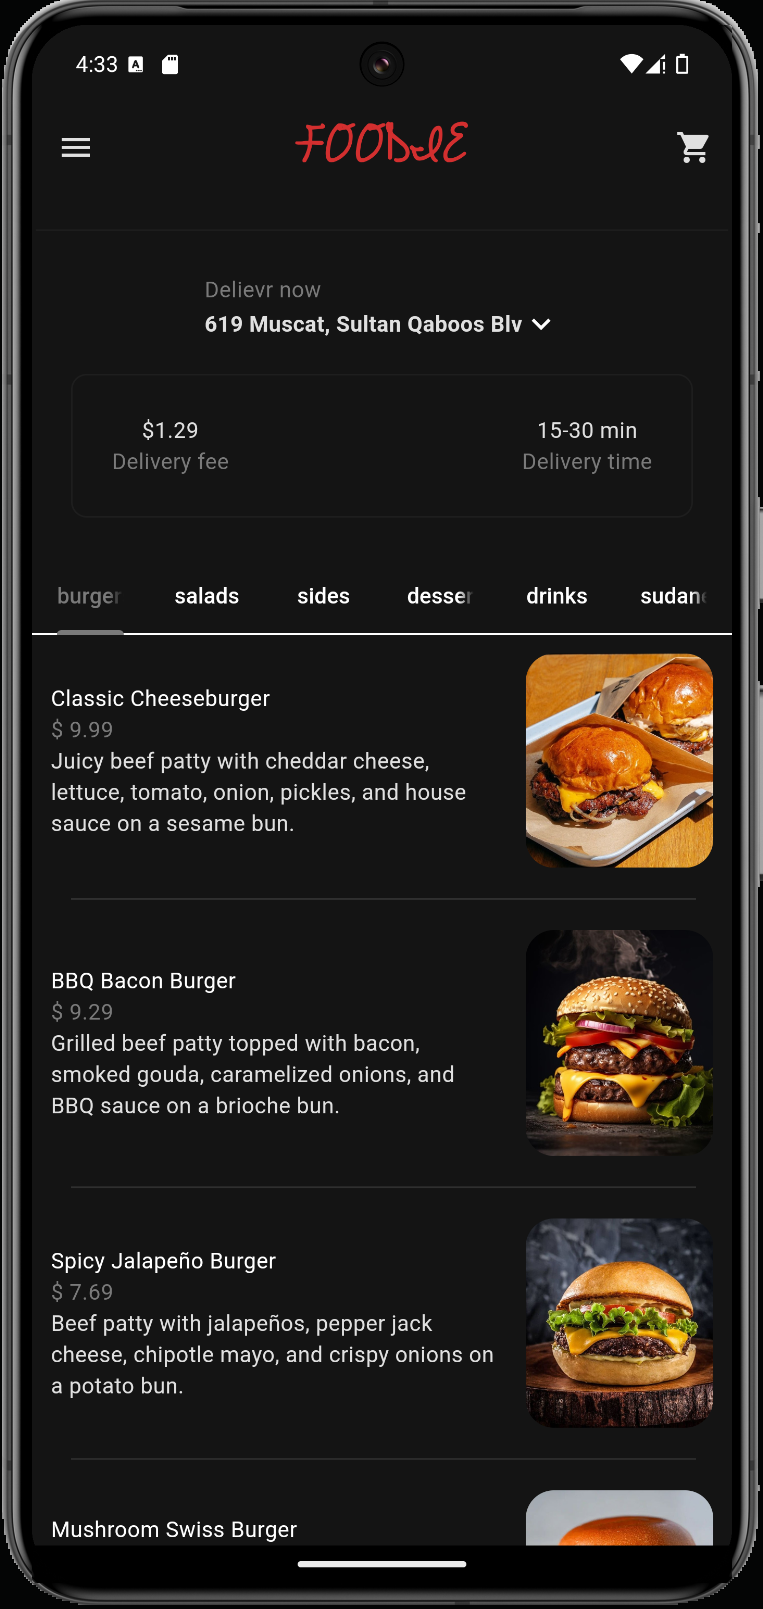 4:33
FOODIE
Delievr now
619 Muscat, Sultan Qaboos Blv
$1.29
15-30 min
Delivery fee
Delivery time
burger
salads
sides
desser
drinks
sudan
Classic Cheeseburger
$ 9.99
Juicy beef patty with cheddar cheese,
lettuce, tomato, onion, pickles, and house
sauce on a sesame bun.
BBQ Bacon Burger
$ 9.29
Grilled beef patty topped with bacon,
smoked gouda, caramelized onions, and
BBQ sauce on a brioche bun.
Spicy Jalapeño Burger
$ 7.69
Beef patty with jalapeños, pepper jack
cheese, chipotle mayo, and crispy onions on
a potato bun.
Mushroom Swiss Burger